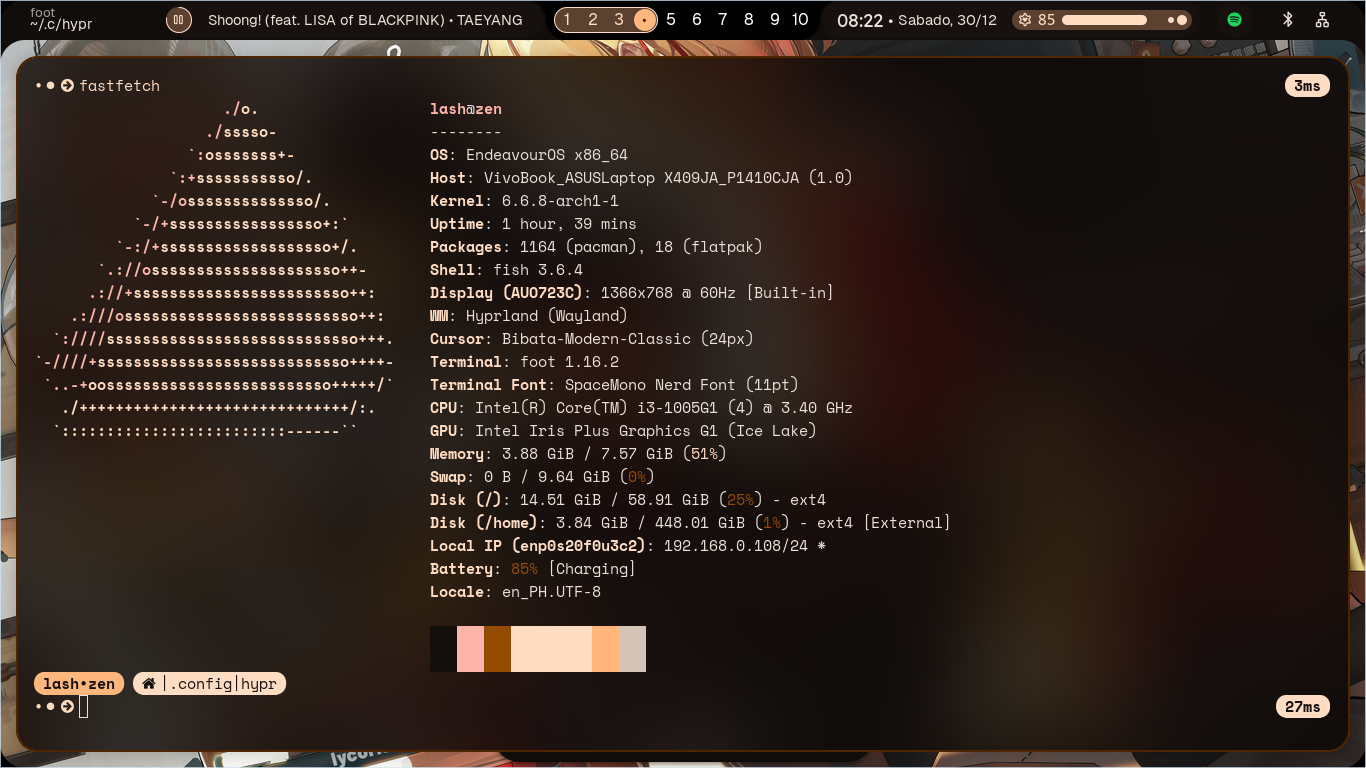 foot
~/.c/hypr
Shoong! (feat. LISA of BLACKPINK) • TAEYANG
1 2 3 5 6 7 8 9 10
08:22 • Sabado, 30/12
85
fastfetch
3ms
./o.
./sssso-
`:osssssss+-
`:+sssssssssso/.
`-/ossssssssssssso/.
`-/+sssssssssssssssso+:`
`-:/+sssssssssssssssssso+/.
`.://osssssssssssssssssssso++-
.://+ssssssssssssssssssssssso++:
.:///ossssssssssssssssssssssssso++:
`:////ssssssssssssssssssssssssssso+++.
`-////+ssssssssssssssssssssssssssso++++-
`..-+oosssssssssssssssssssssssso+++++/`
./++++++++++++++++++++++++++++++/:.
`:::::::::::::::::::::::::------``
lash@zen
--------
OS: EndeavourOS x86_64
Host: VivoBook_ASUSLaptop X409JA_P1410CJA (1.0)
Kernel: 6.6.8-arch1-1
Uptime: 1 hour, 39 mins
Packages: 1164 (pacman), 18 (flatpak)
Shell: fish 3.6.4
Display (AUO723C): 1366x768 @ 60Hz [Built-in]
WM: Hyprland (Wayland)
Cursor: Bibata-Modern-Classic (24px)
Terminal: foot 1.16.2
Terminal Font: SpaceMono Nerd Font (11pt)
CPU: Intel(R) Core(TM) i3-1005G1 (4) @ 3.40 GHz
GPU: Intel Iris Plus Graphics G1 (Ice Lake)
Memory: 3.88 GiB / 7.57 GiB (51%)
Swap: 0 B / 9.64 GiB (0%)
Disk (/): 14.51 GiB / 58.91 GiB (25%) - ext4
Disk (/home): 3.84 GiB / 448.01 GiB (1%) - ext4 [External]
Local IP (enp0s20f0u3c2): 192.168.0.108/24 *
Battery: 85% [Charging]
Locale: en_PH.UTF-8
lash•zen |.config|hypr
27ms